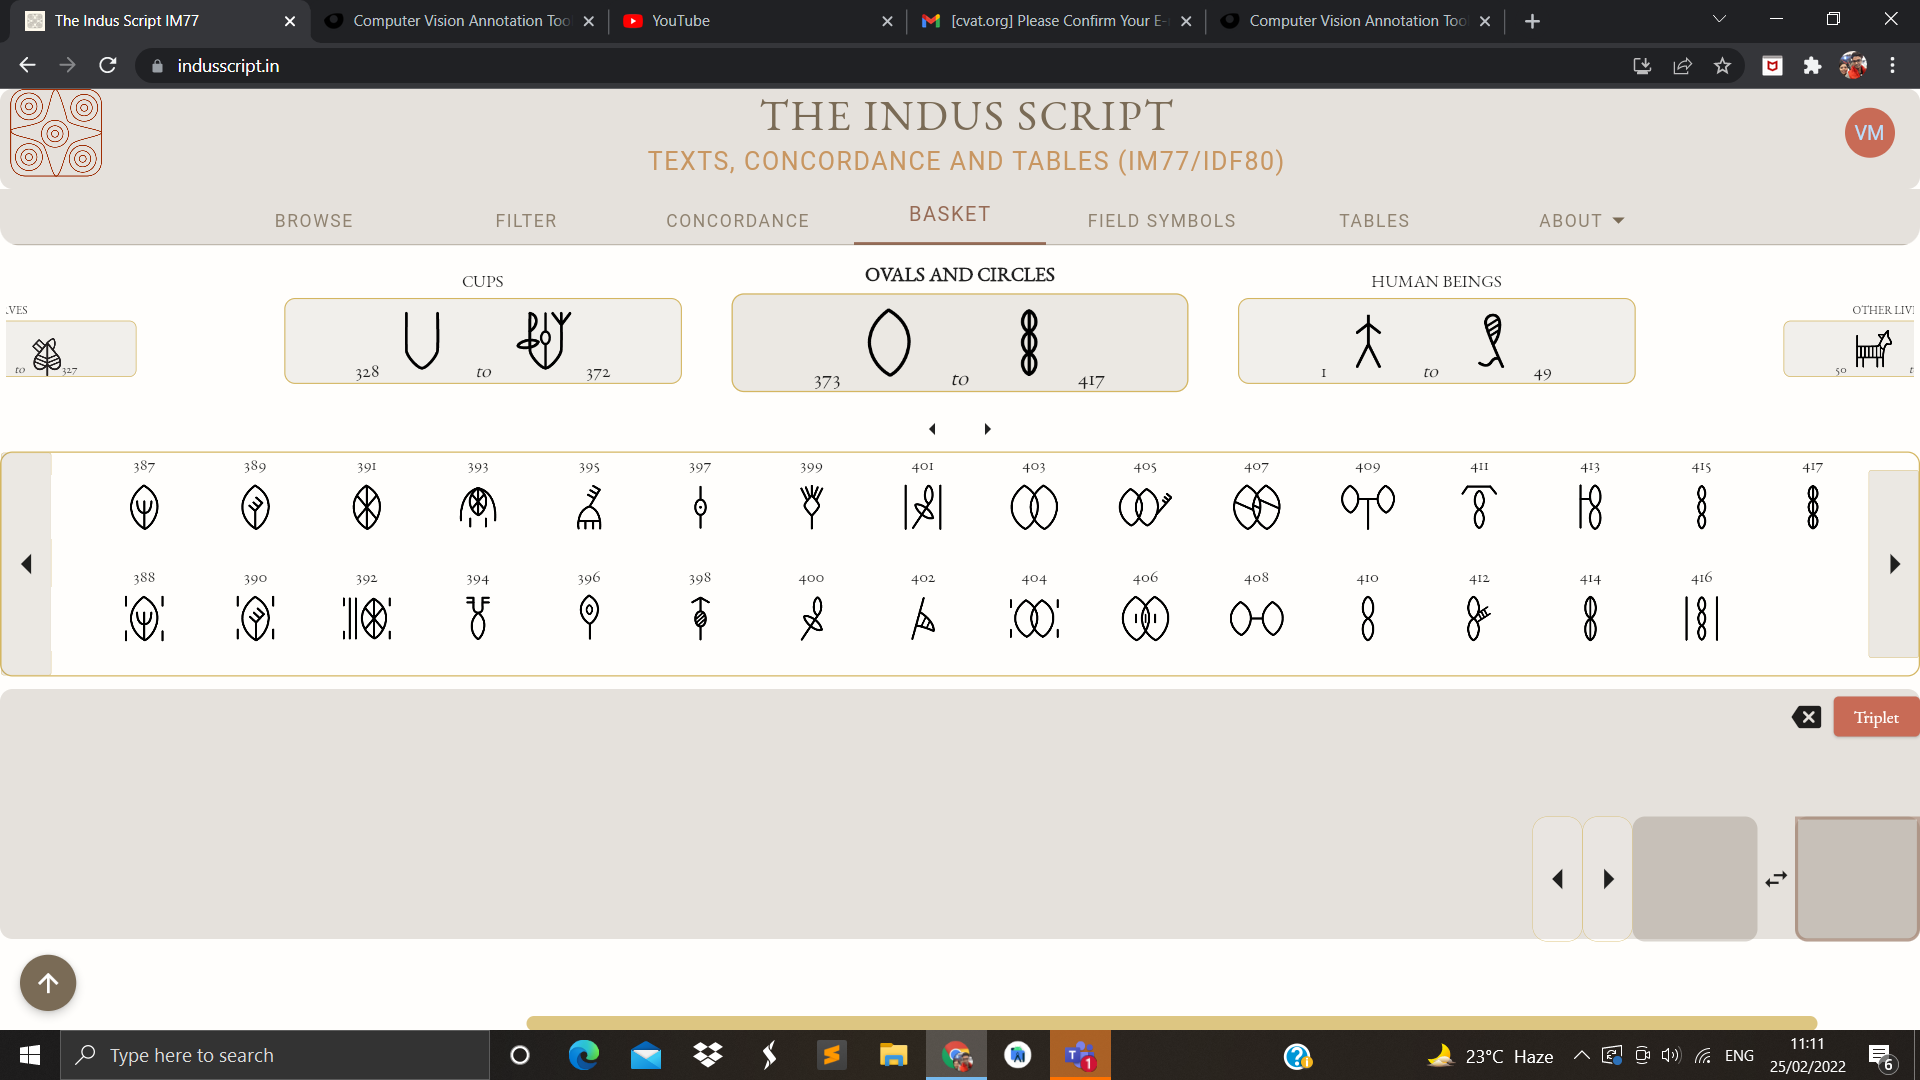 The Indus Script IM77
Computer Vision Annotation Too
YouTube
[cvat.org] Please Confirm Your E-
Computer Vision Annotation Too
indusscript.in
THE INDUS SCRIPT
TEXTS, CONCORDANCE AND TABLES (IM77/IDF80)
VM
BROWSE FILTER CONCORDANCE BASKET FIELD SYMBOLS TABLES ABOUT
CUPS
OVALS AND CIRCLES
HUMAN BEINGS
OTHER LIVI
to 327
328 to 372
373 to 417
1 to 49
50
387 389 391 393 395 397 399 401 403 405 407 409 411 413 415 417
388 390 392 394 396 398 400 402 404 406 408 410 412 414 416
Triplet
Type here to search
1
23°C Haze
ENG
11:11
25/02/2022
6